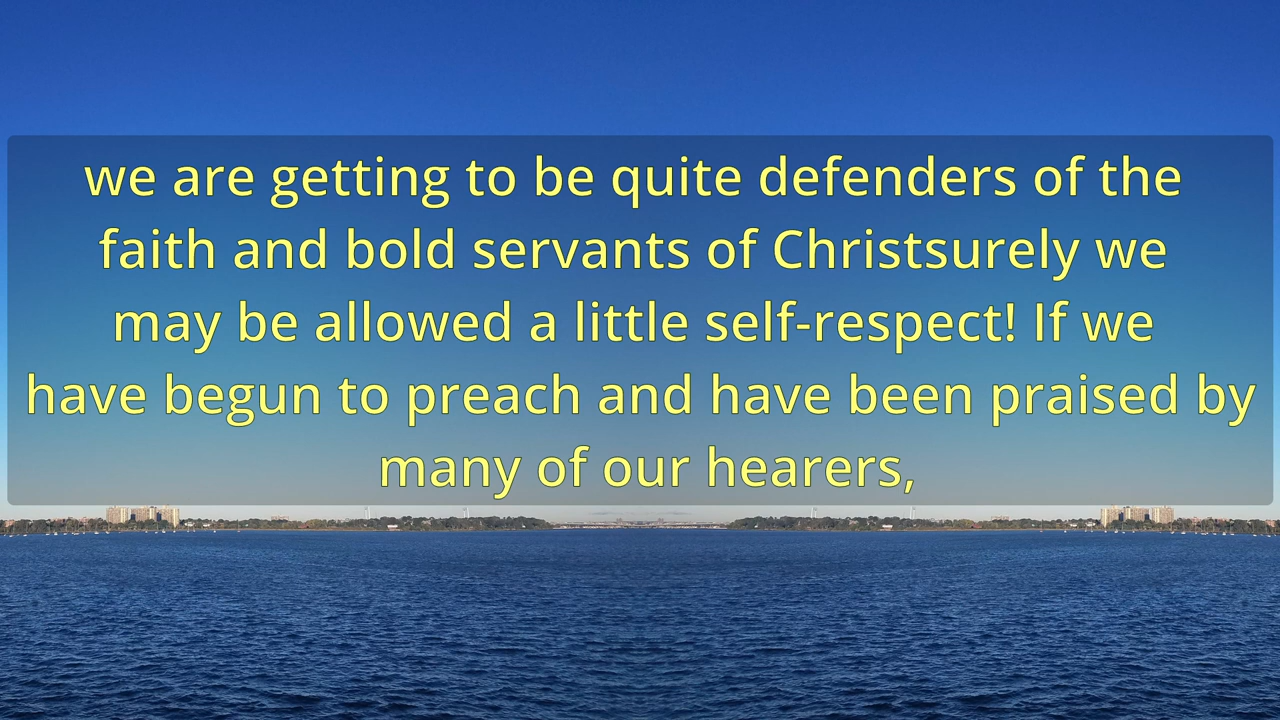 we are getting to be quite defenders of the
faith and bold servants of Christsurely we
may be allowed a little self-respect! If we
have begun to preach and have been praised by
many of our hearers,